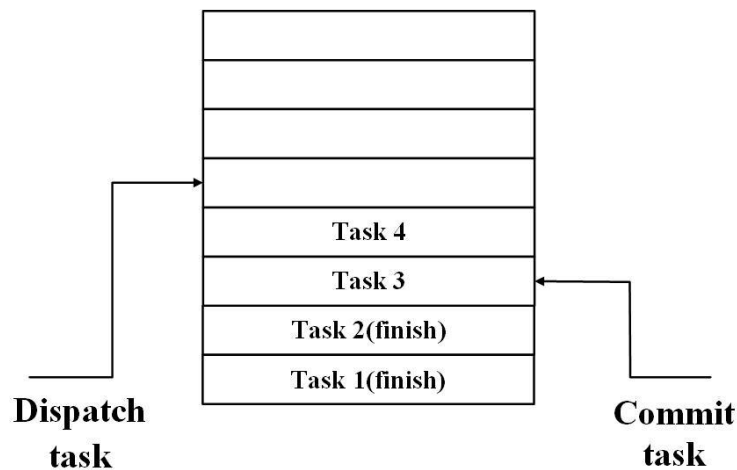 Task 4
Task 3
Task 2(finish)
Task 1(finish)
Dispatch
task
Commit
task